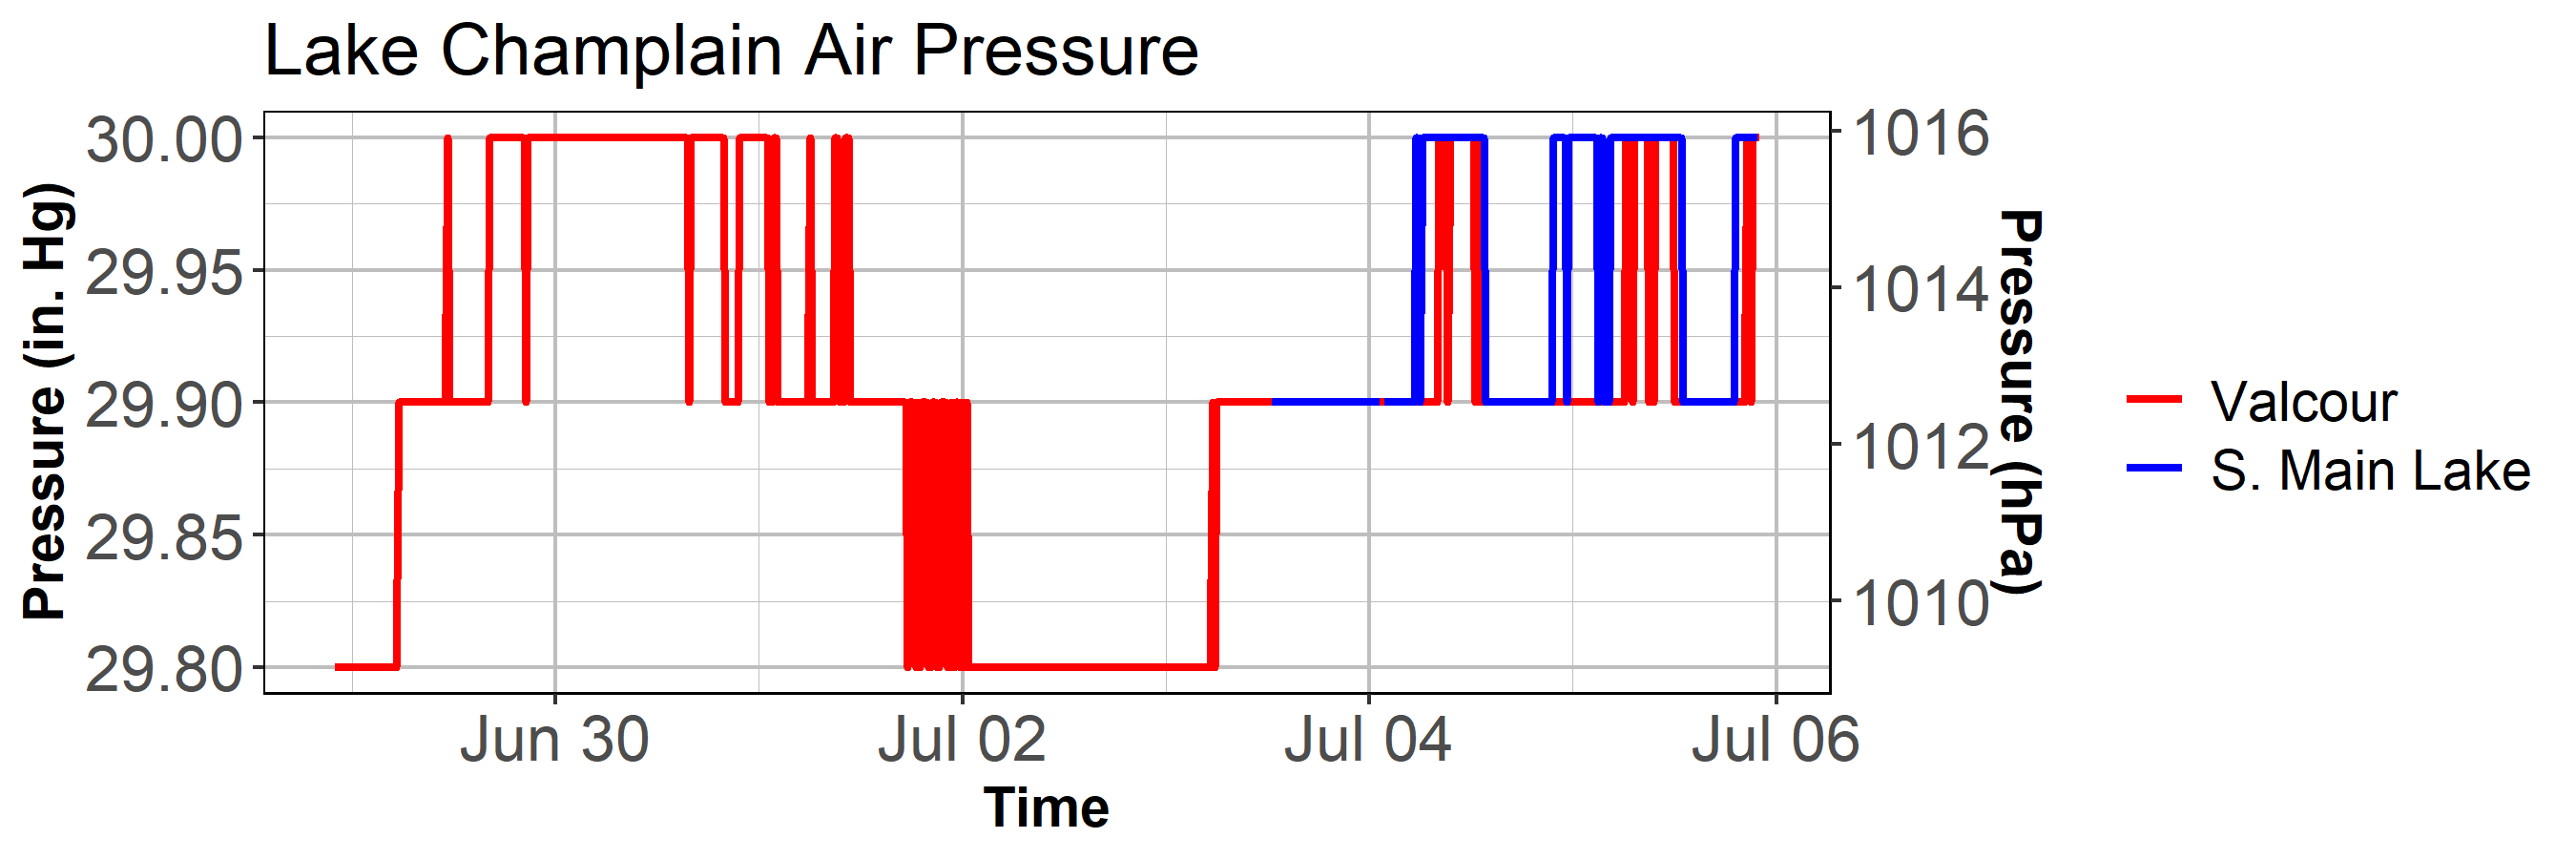 Lake Champlain Air Pressure
Pressure (in. Hg)
30.00
29.95
29.90
29.85
29.80
1016
1014
1012
1010
Pressure (hPa)
Jun 30
Jul 02
Jul 04
Jul 06
Time
Valcour
S. Main Lake